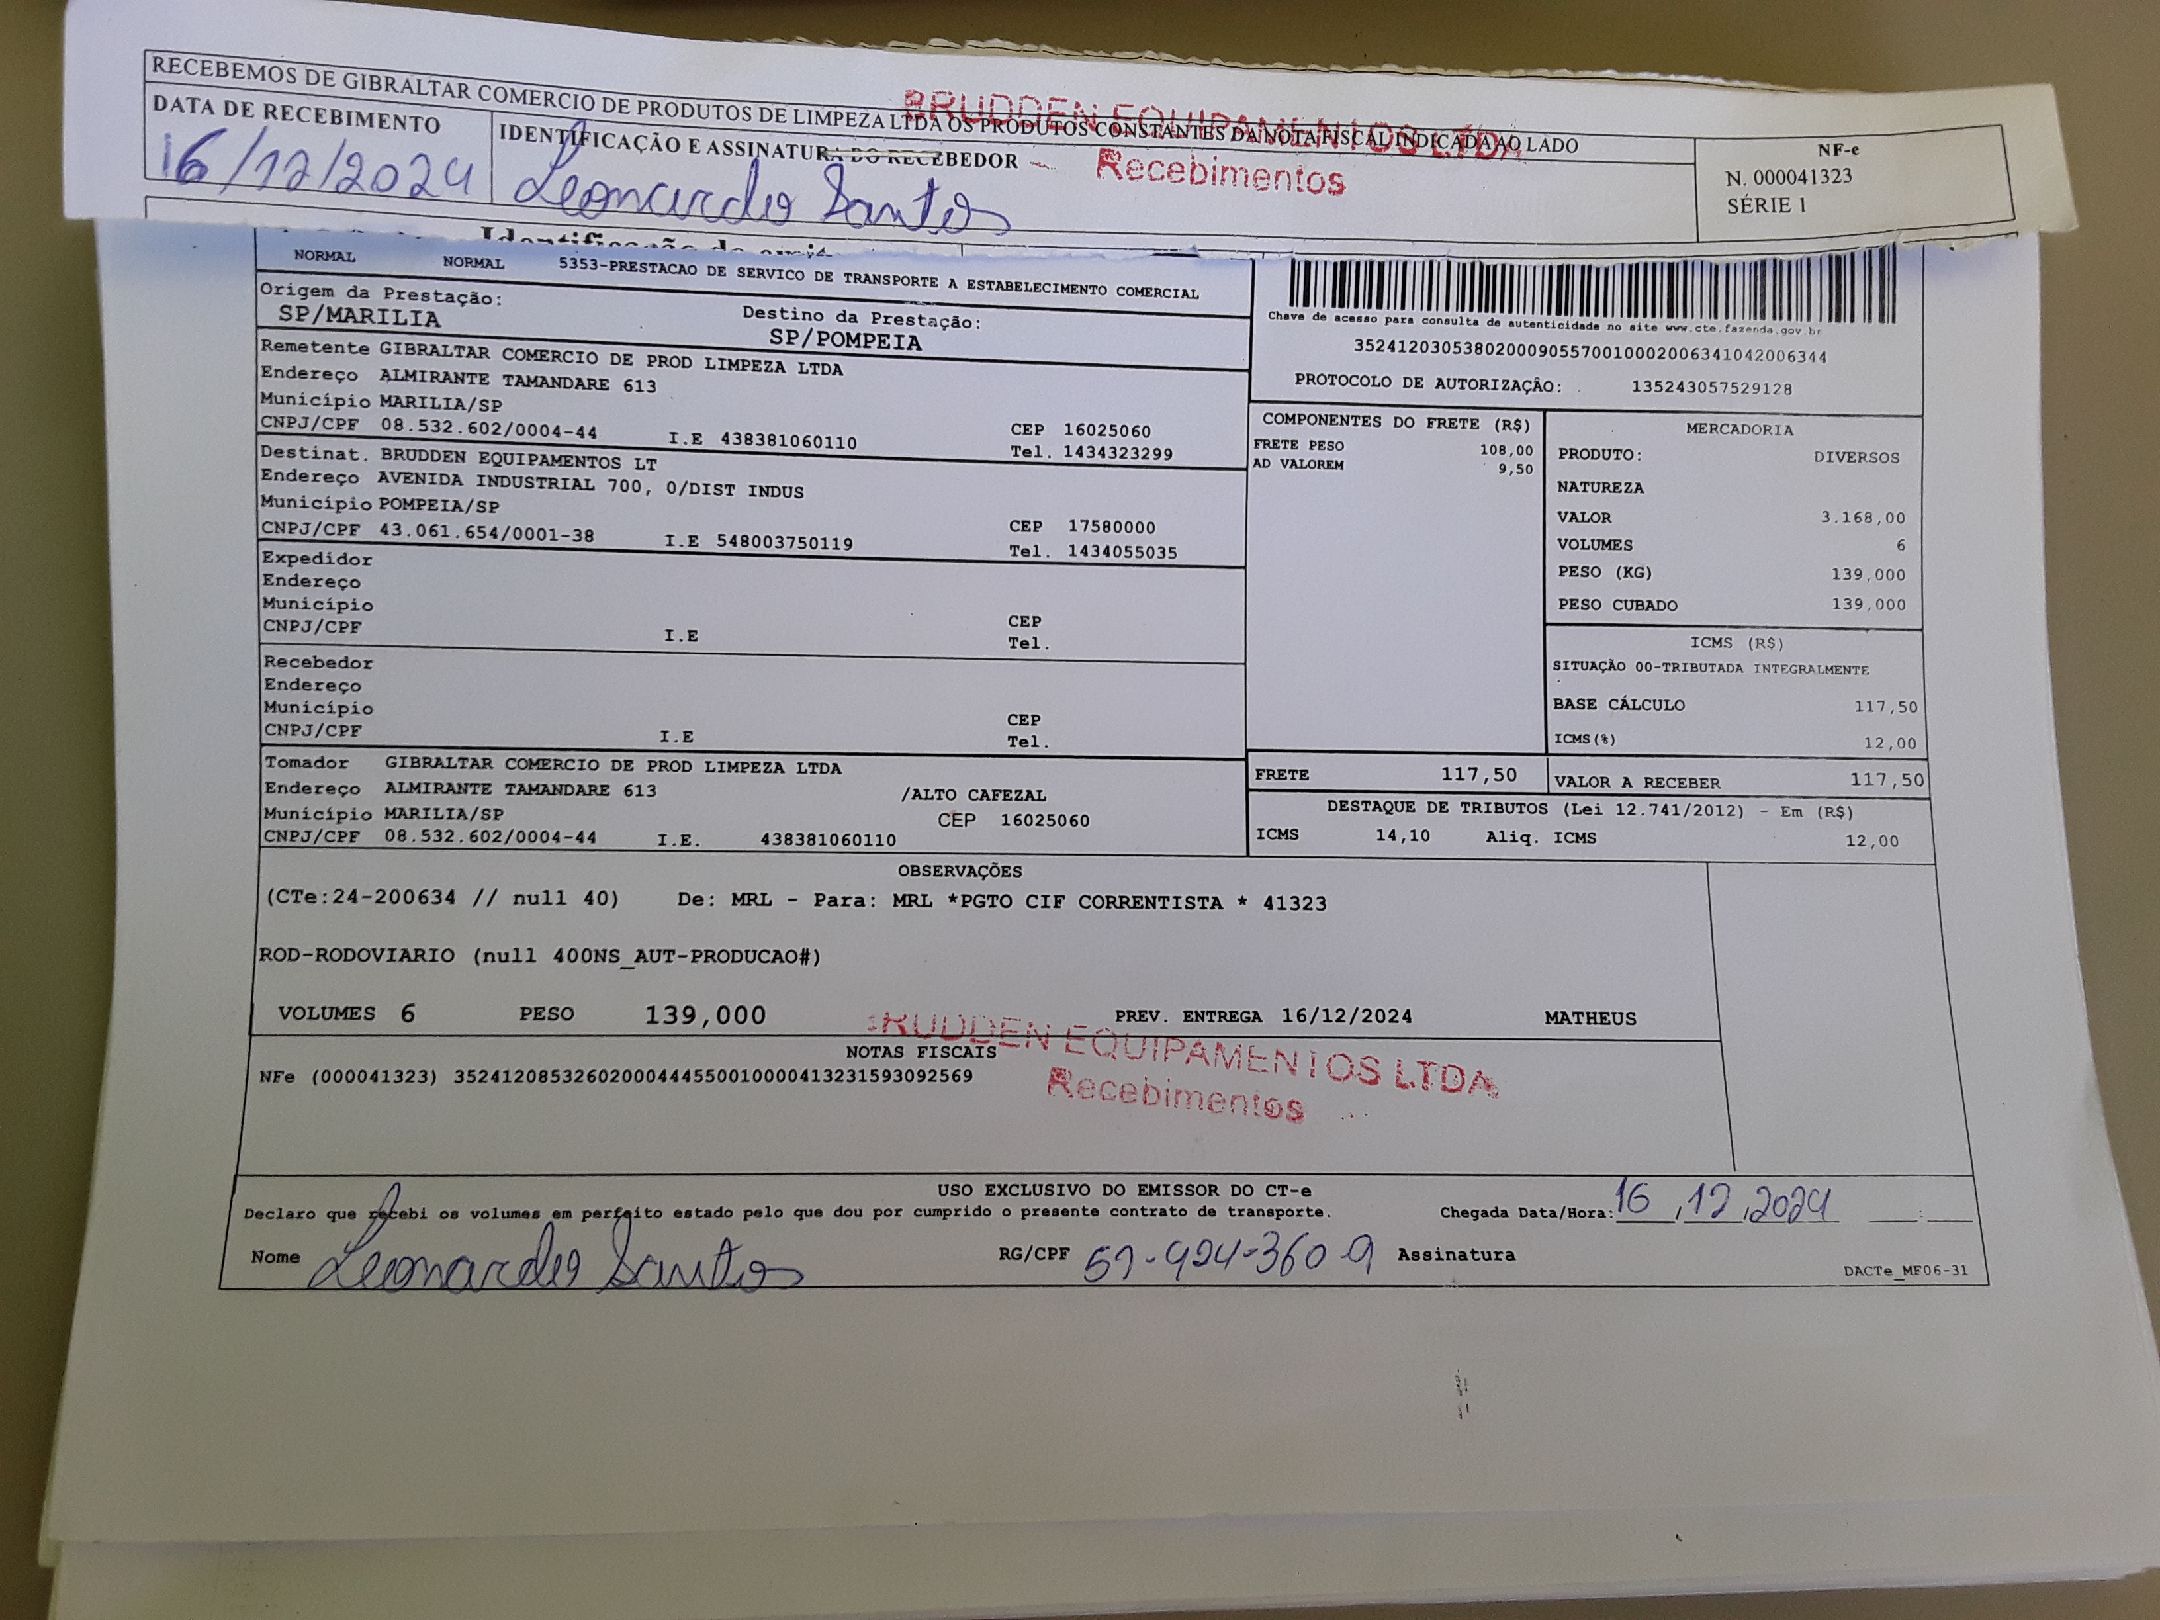 RECEBEMOS DE GIBRALTAR COMERCIO DE PRODUTOS DE LIMPEZA LTDA OS PRODUTOS CONSTANTES DA NOTA FISCAL INDICADA AO LADO
BRUDDEN EQUIPAMENTOS LTDA
Recebimentos
DATA DE RECEBIMENTO
IDENTIFICAÇÃO E ASSINATURA DO RECEBEDOR
16/12/2024
Leonardo Santos
NF-e
N. 000041323
SÉRIE 1
NORMAL NORMAL 5353-PRESTACAO DE SERVICO DE TRANSPORTE A ESTABELECIMENTO COMERCIAL
Origem da Prestação: Destino da Prestação:
SP/MARILIA SP/POMPEIA
Chave de acesso para consulta de autenticidade no site www.cte.fazenda.gov.br
35241203053802000905570010002006341042006344
PROTOCOLO DE AUTORIZAÇÃO: 135243057529128
Remetente GIBRALTAR COMERCIO DE PROD LIMPEZA LTDA
Endereço ALMIRANTE TAMANDARE 613
Município MARILIA/SP CEP 16025060
CNPJ/CPF 08.532.602/0004-44 I.E 438381060110 Tel. 1434323299
Destinat. BRUDDEN EQUIPAMENTOS LT
Endereço AVENIDA INDUSTRIAL 700, 0/DIST INDUS
Município POMPEIA/SP CEP 17580000
CNPJ/CPF 43.061.654/0001-38 I.E 548003750119 Tel. 1434055035
Expedidor
Endereço
Município CEP
CNPJ/CPF I.E Tel.
Recebedor
Endereço
Município CEP
CNPJ/CPF I.E Tel.
Tomador GIBRALTAR COMERCIO DE PROD LIMPEZA LTDA
Endereço ALMIRANTE TAMANDARE 613 /ALTO CAFEZAL
Município MARILIA/SP CEP 16025060
CNPJ/CPF 08.532.602/0004-44 I.E. 438381060110
COMPONENTES DO FRETE (R$)
FRETE PESO 108,00
AD VALOREM 9,50
MERCADORIA
PRODUTO: DIVERSOS
NATUREZA
VALOR 3.168,00
VOLUMES 6
PESO (KG) 139,000
PESO CUBADO 139,000
ICMS (R$)
SITUAÇÃO 00-TRIBUTADA INTEGRALMENTE
BASE CÁLCULO 117,50
ICMS(%) 12,00
FRETE 117,50 VALOR A RECEBER 117,50
DESTAQUE DE TRIBUTOS (Lei 12.741/2012) - Em (R$)
ICMS 14,10 Aliq. ICMS 12,00
OBSERVAÇÕES
(CTe:24-200634 // null 40) De: MRL - Para: MRL *PGTO CIF CORRENTISTA * 41323
ROD-RODOVIARIO (null 400NS_AUT-PRODUCAO#)
VOLUMES 6 PESO 139,000 PREV. ENTREGA 16/12/2024 MATHEUS
NOTAS FISCAIS
NFe (000041323) 35241208532602000444550010000413231593092569
BRUDDEN EQUIPAMENTOS LTDA
Recebimentos
USO EXCLUSIVO DO EMISSOR DO CT-e
Declaro que recebi os volumes em perfeito estado pelo que dou por cumprido o presente contrato de transporte. Chegada Data/Hora: 16,12,2024 :
Nome Leonardo Santos RG/CPF Assinatura
DACTe_MF06-31